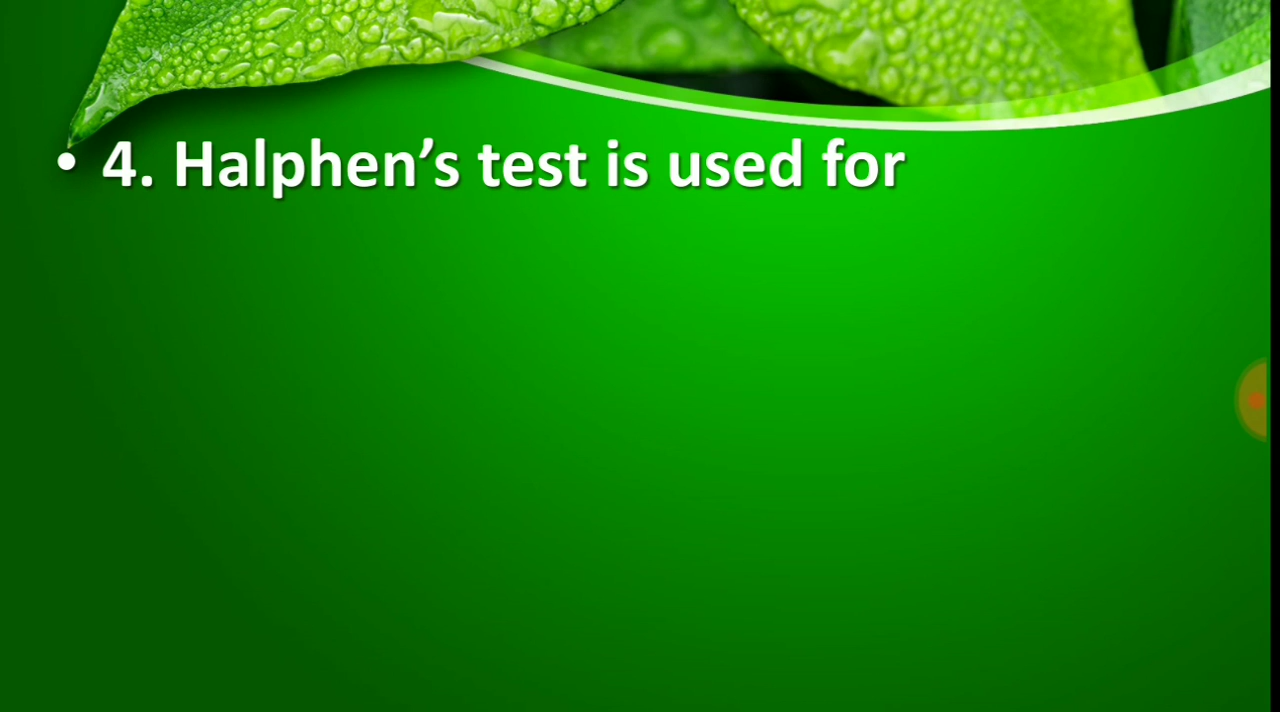 • 4. Halphen’s test is used for